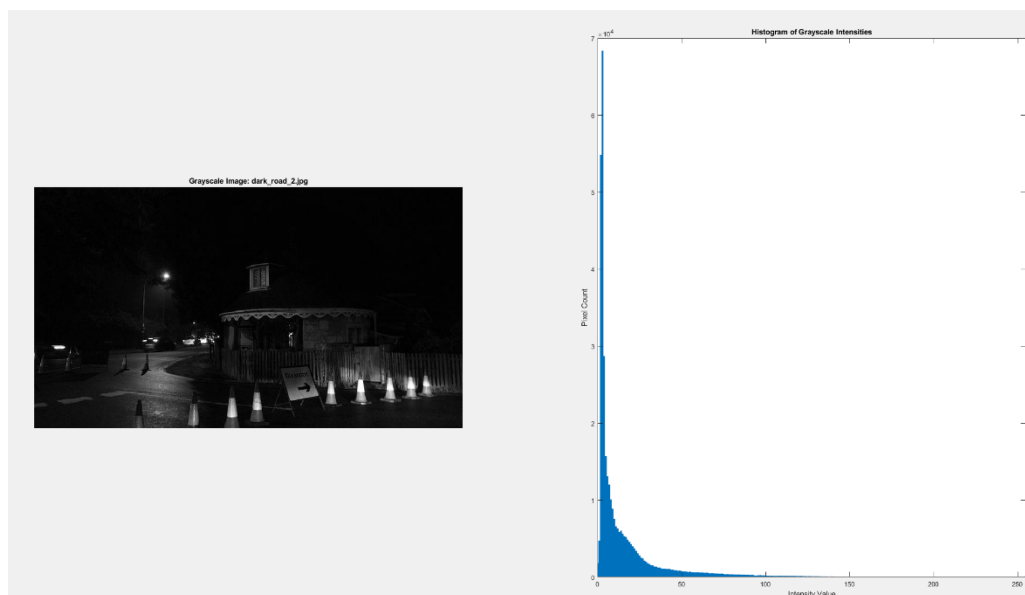 Grayscale Image: dark_road_2.jpg
Histogram of Grayscale Intensities
7 ×10^4
6
5
4
3
2
1
0
Pixel Count
0 50 100 150 200 250
Intensity Value